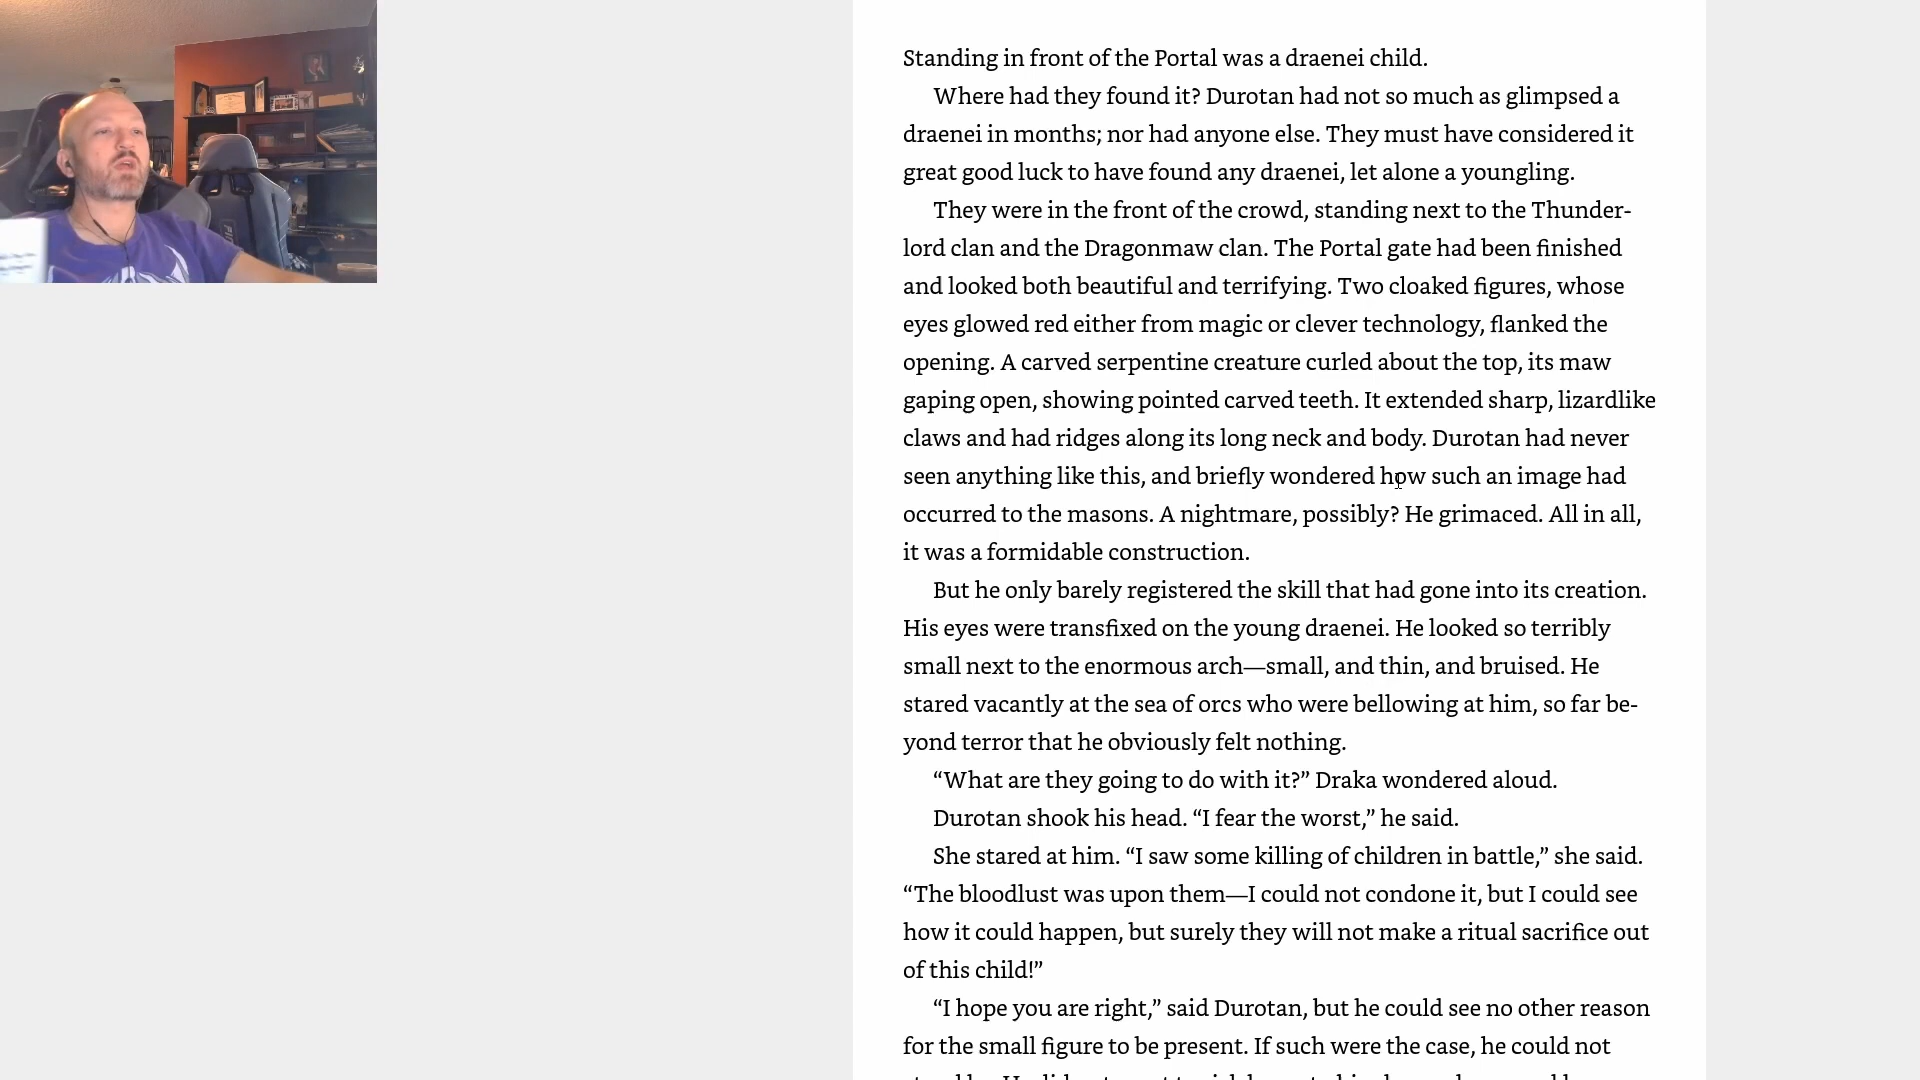 Standing in front of the Portal was a draenei child.
Where had they found it? Durotan had not so much as glimpsed a
draenei in months; nor had anyone else. They must have considered it
great good luck to have found any draenei, let alone a youngling.
They were in the front of the crowd, standing next to the Thunder-
lord clan and the Dragonmaw clan. The Portal gate had been finished
and looked both beautiful and terrifying. Two cloaked figures, whose
eyes glowed red either from magic or clever technology, flanked the
opening. A carved serpentine creature curled about the top, its maw
gaping open, showing pointed carved teeth. It extended sharp, lizardlike
claws and had ridges along its long neck and body. Durotan had never
seen anything like this, and briefly wondered how such an image had
occurred to the masons. A nightmare, possibly? He grimaced. All in all,
it was a formidable construction.
But he only barely registered the skill that had gone into its creation.
His eyes were transfixed on the young draenei. He looked so terribly
small next to the enormous arch—small, and thin, and bruised. He
stared vacantly at the sea of orcs who were bellowing at him, so far be-
yond terror that he obviously felt nothing.
“What are they going to do with it?” Draka wondered aloud.
Durotan shook his head. “I fear the worst,” he said.
She stared at him. “I saw some killing of children in battle,” she said.
“The bloodlust was upon them—I could not condone it, but I could see
how it could happen, but surely they will not make a ritual sacrifice out
of this child!”
“I hope you are right,” said Durotan, but he could see no other reason
for the small figure to be present. If such were the case, he could not